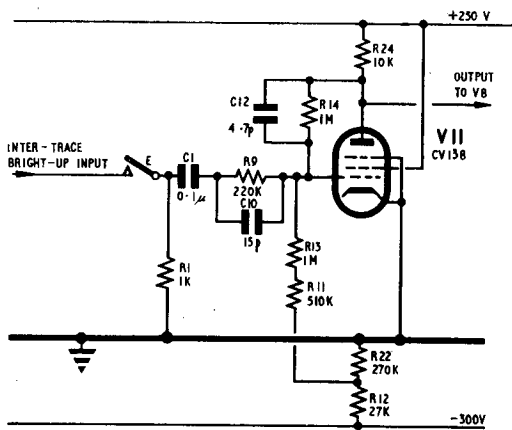 +250 V
R24
10K
OUTPUT
TO V8
C12
4·7p
R14
1M
V11
CV138
INTER-TRACE
BRIGHT-UP INPUT
E
C1
0·1µ
R9
220K
C10
15p
R13
1M
R11
510K
R1
1K
R22
270K
R12
27K
-300V